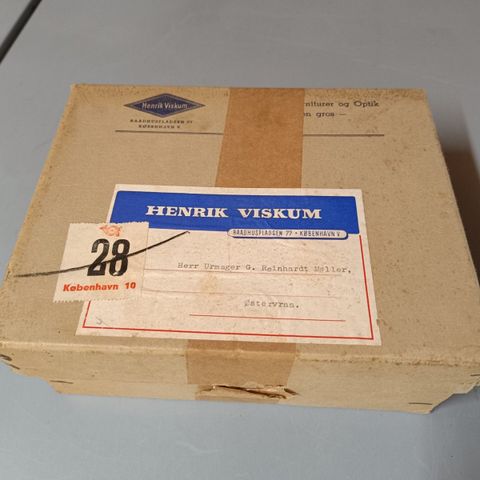 Henrik Viskum
RAADHUSPLADSEN 77
KØBENHAVN V.
og Optik
en gros —
HENRIK VISKUM
RAADHUSPLADSEN 77 • KØBENHAVN V.
28
København 10
Herr Urmager G. Reinhardt Møller,
Østervraa.